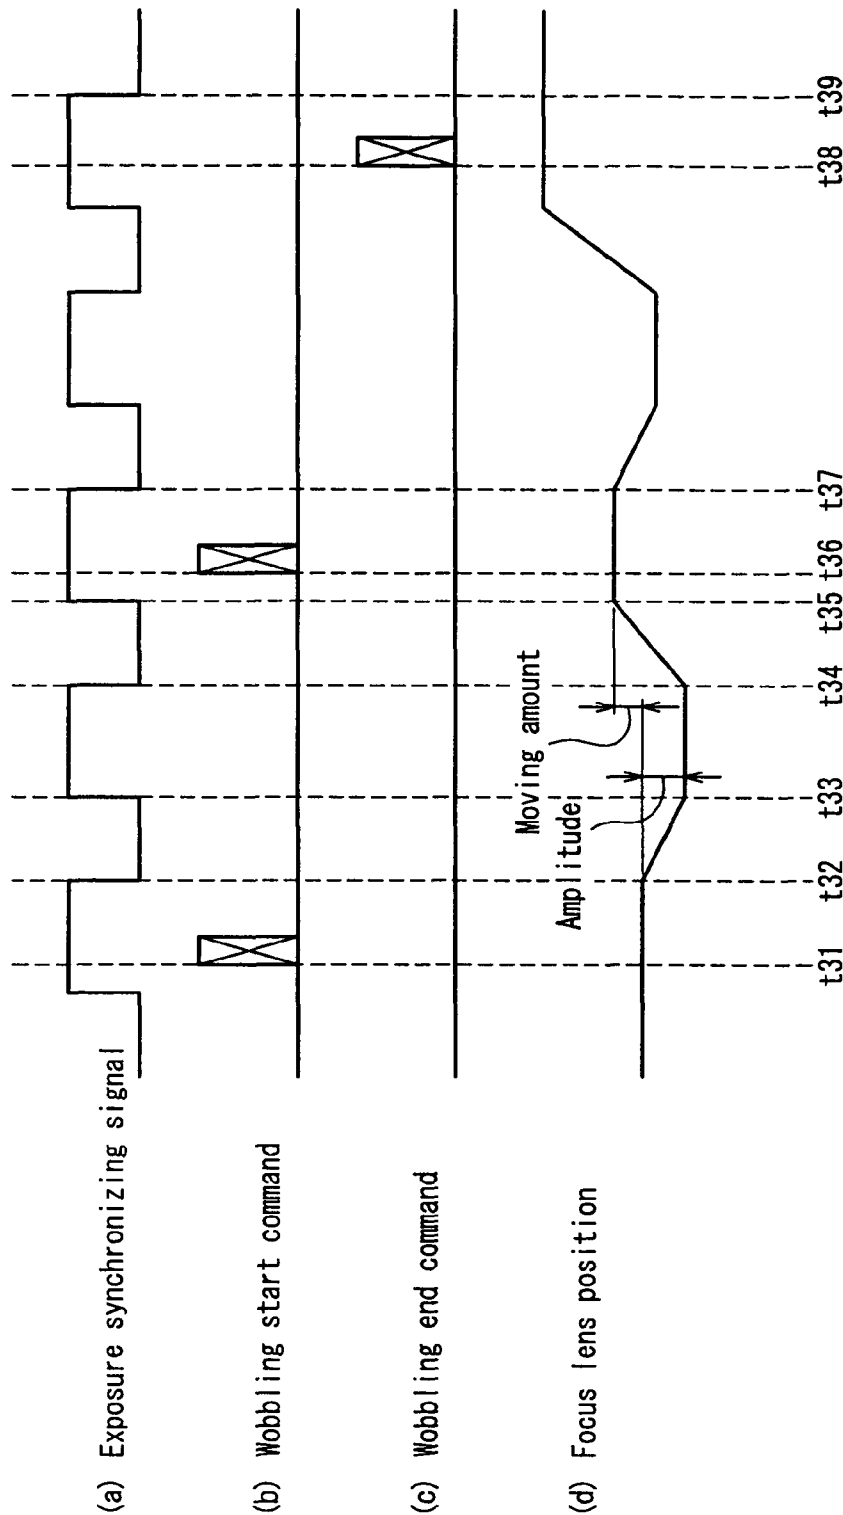 (a) Exposure synchronizing signal
(b) Wobbling start command
(c) Wobbling end command
(d) Focus lens position
Moving amount
Amplitude
t31
t32
t33
t34
t35
t36
t37
t38
t39